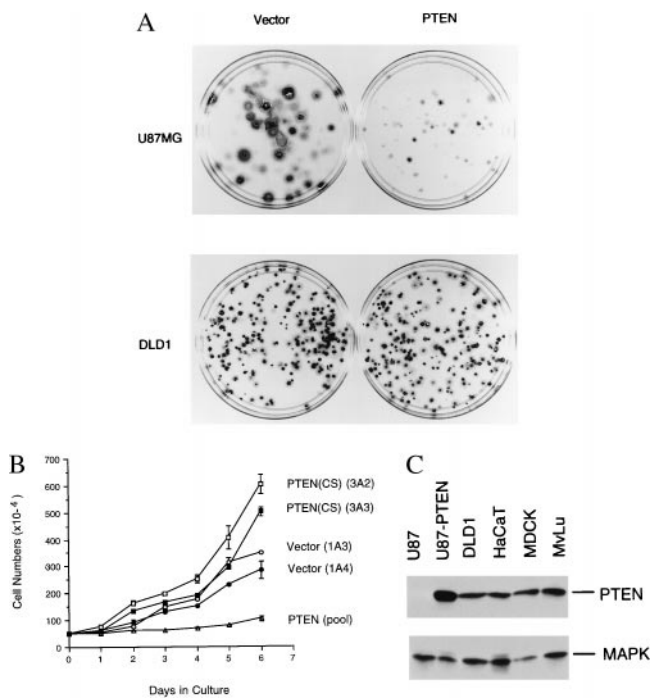 A
Vector PTEN
U87MG
DLD1
B
700
600
500
400
300
200
100
0
0 1 2 3 4 5 6 7
Cell Numbers (x10-4)
Days in Culture
PTEN(CS) (3A2)
PTEN(CS) (3A3)
Vector (1A3)
Vector (1A4)
PTEN (pool)
C
U87
U87-PTEN
DLD1
HaCaT
MDCK
MvLu
PTEN
MAPK